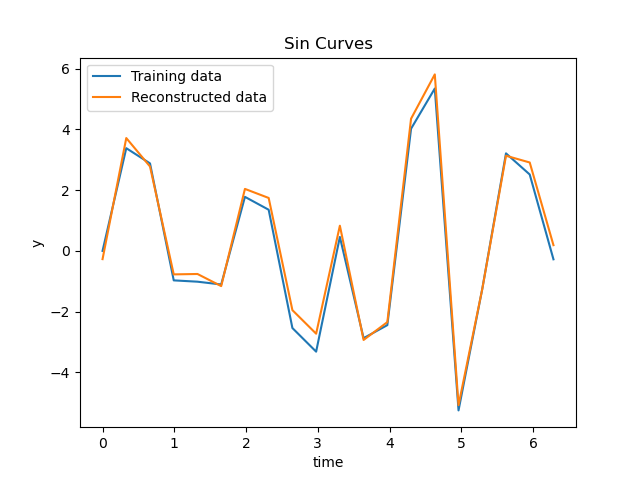 Sin Curves
Training data
Reconstructed data
6
4
2
0
−2
−4
y
0 1 2 3 4 5 6
time